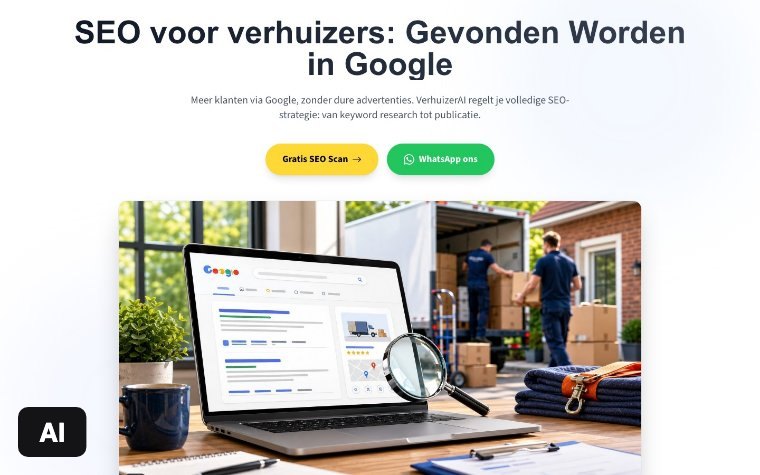 SEO voor verhuizers: Gevonden Worden
in Google
Meer klanten via Google, zonder dure advertenties. VerhuizerAI regelt je volledige SEO-
strategie: van keyword research tot publicatie.
Gratis SEO Scan →
WhatsApp ons
AI